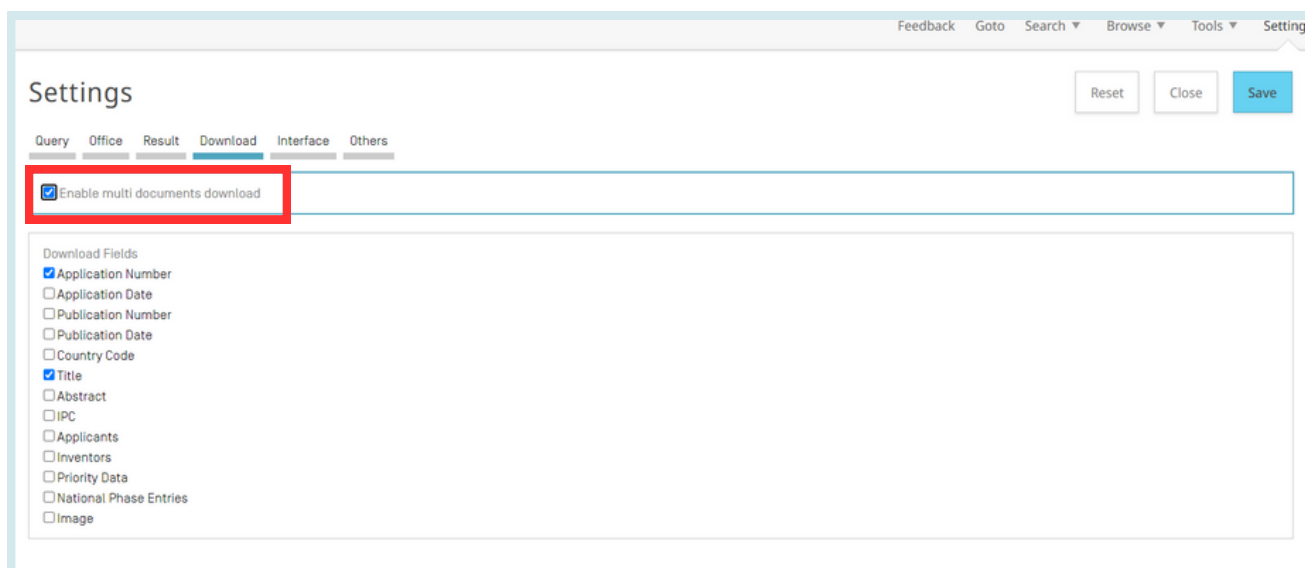 Feedback Goto Search ▼ Browse ▼ Tools ▼ Setting
Settings
Reset Close Save
Query Office Result Download Interface Others
Enable multi documents download
Download Fields
Application Number
Application Date
Publication Number
Publication Date
Country Code
Title
Abstract
IPC
Applicants
Inventors
Priority Data
National Phase Entries
Image